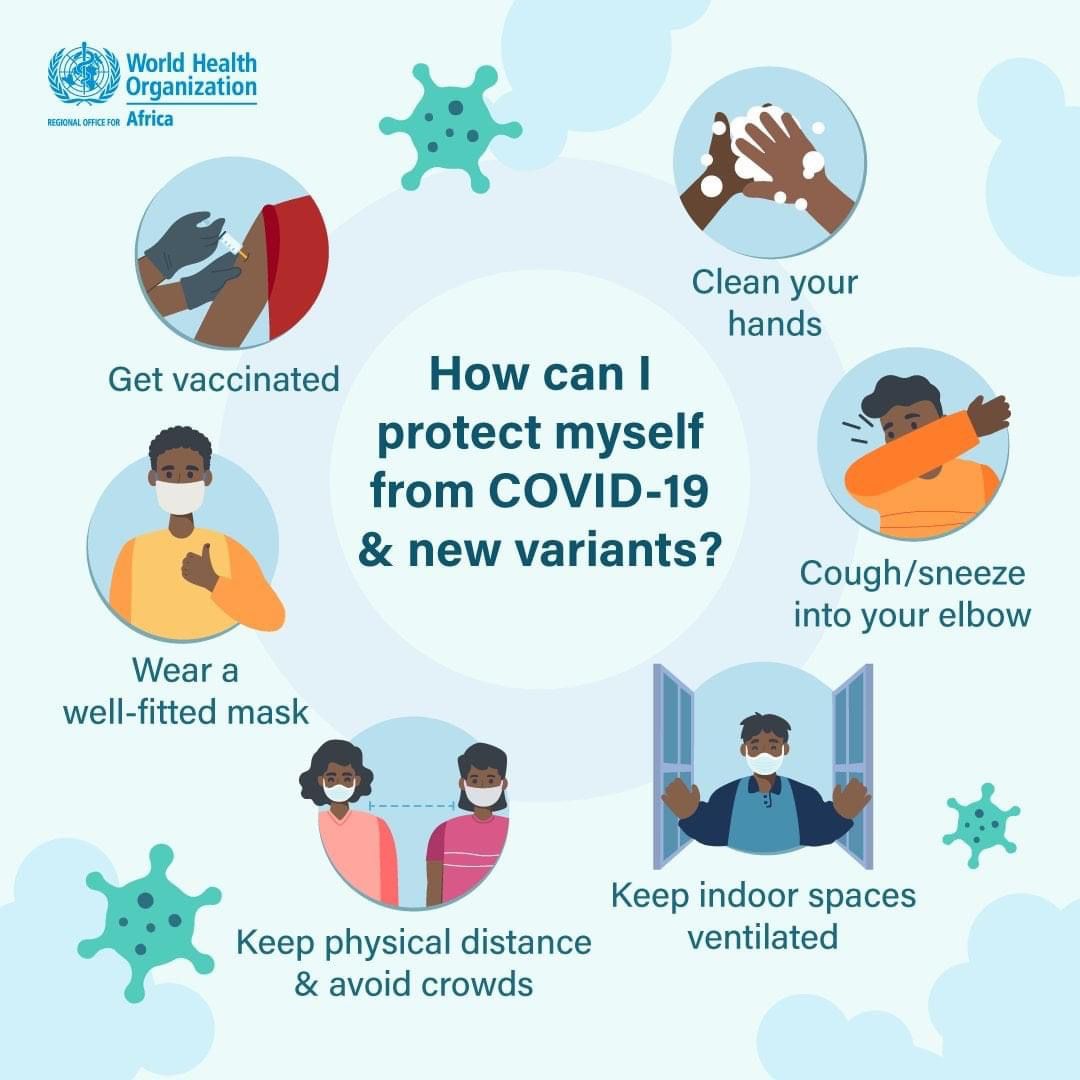 World Health
Organization
REGIONAL OFFICE FOR Africa
How can I
protect myself
from COVID-19
& new variants?
Get vaccinated
Clean your
hands
Cough/sneeze
into your elbow
Keep indoor spaces
ventilated
Keep physical distance
& avoid crowds
Wear a
well-fitted mask